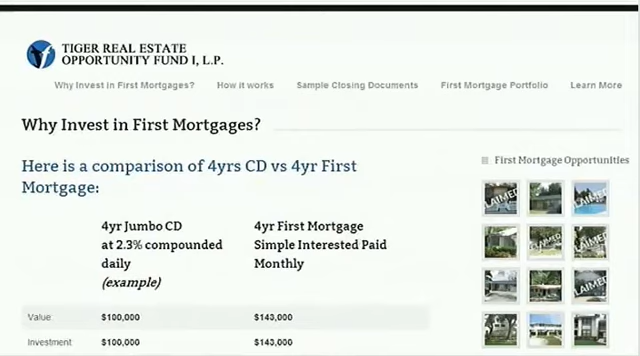 TIGER REAL ESTATE
OPPORTUNITY FUND I, L.P.
Why Invest in First Mortgages? How it works Sample Closing Documents First Mortgage Portfolio Learn More
Why Invest in First Mortgages?
Here is a comparison of 4yrs CD vs 4yr First
Mortgage:
First Mortgage Opportunities
4yr Jumbo CD
at 2.3% compounded
daily
(example)
4yr First Mortgage
Simple Interested Paid
Monthly
Value: $100,000 $143,000
Investment $100,000 $143,000